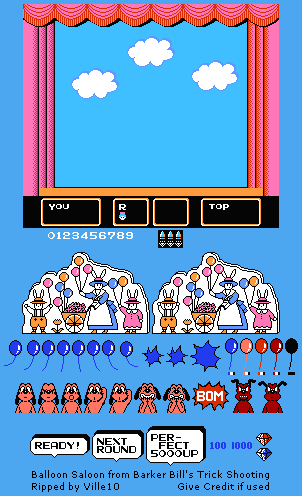 YOU R TOP
0123456789
BOM
READY!
NEXT
ROUND
PER-
FECT
5000UP
100 1000
Balloon Saloon from Barker Bill's Trick Shooting
Ripped by Ville10 Give Credit if used